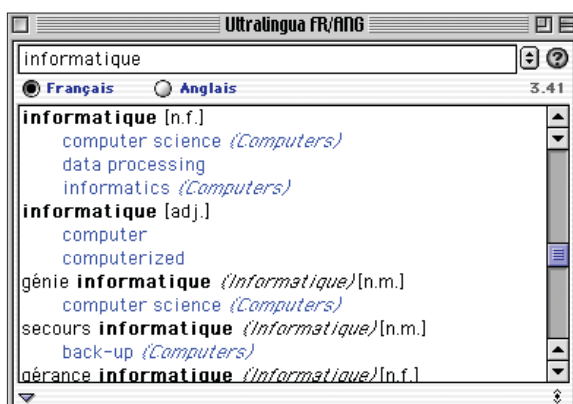 Ultralingua FR/ANG
informatique
Français Anglais 3.41
informatique [n.f.]
computer science (Computers)
data processing
informatics (Computers)
informatique [adj.]
computer
computerized
génie informatique (Informatique)[n.m.]
computer science (Computers)
secours informatique (Informatique)[n.m.]
back-up (Computers)
gérance informatique (Informatique)[n.f.]